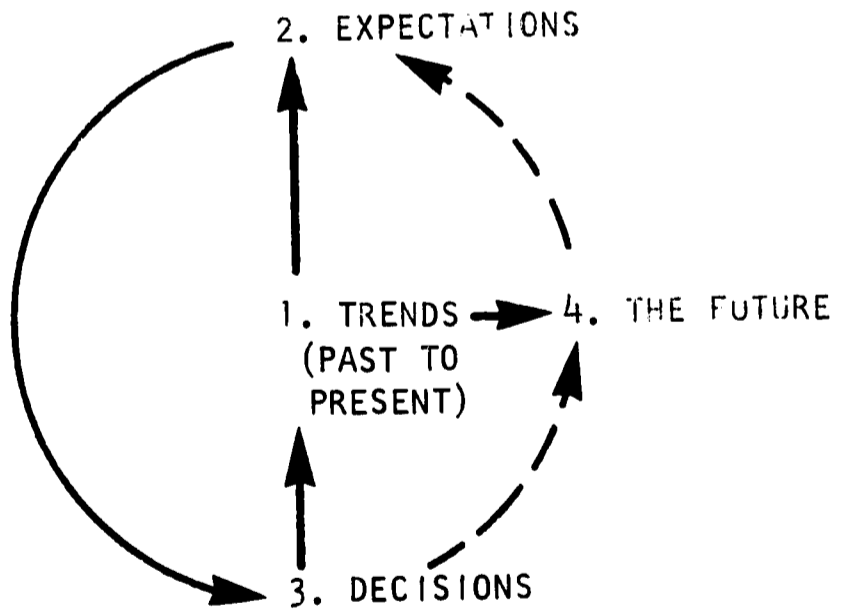 2. EXPECTATIONS
1. TRENDS
(PAST TO
PRESENT)
4. THE FUTURE
3. DECISIONS